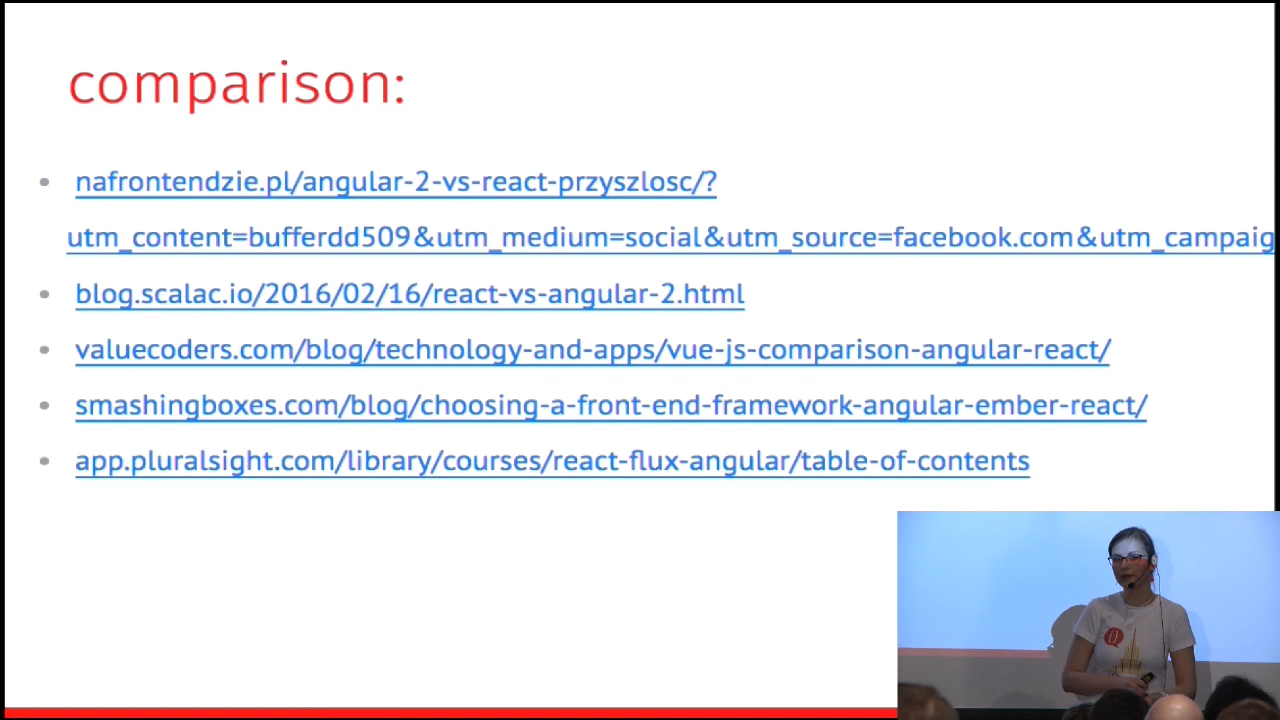 comparison:
nafrontendzie.pl/angular-2-vs-react-przyszlosc/?
utm_content=bufferdd509&utm_medium=social&utm_source=facebook.com&utm_campaig
blog.scalac.io/2016/02/16/react-vs-angular-2.html
valuecoders.com/blog/technology-and-apps/vue-js-comparison-angular-react/
smashingboxes.com/blog/choosing-a-front-end-framework-angular-ember-react/
app.pluralsight.com/library/courses/react-flux-angular/table-of-contents